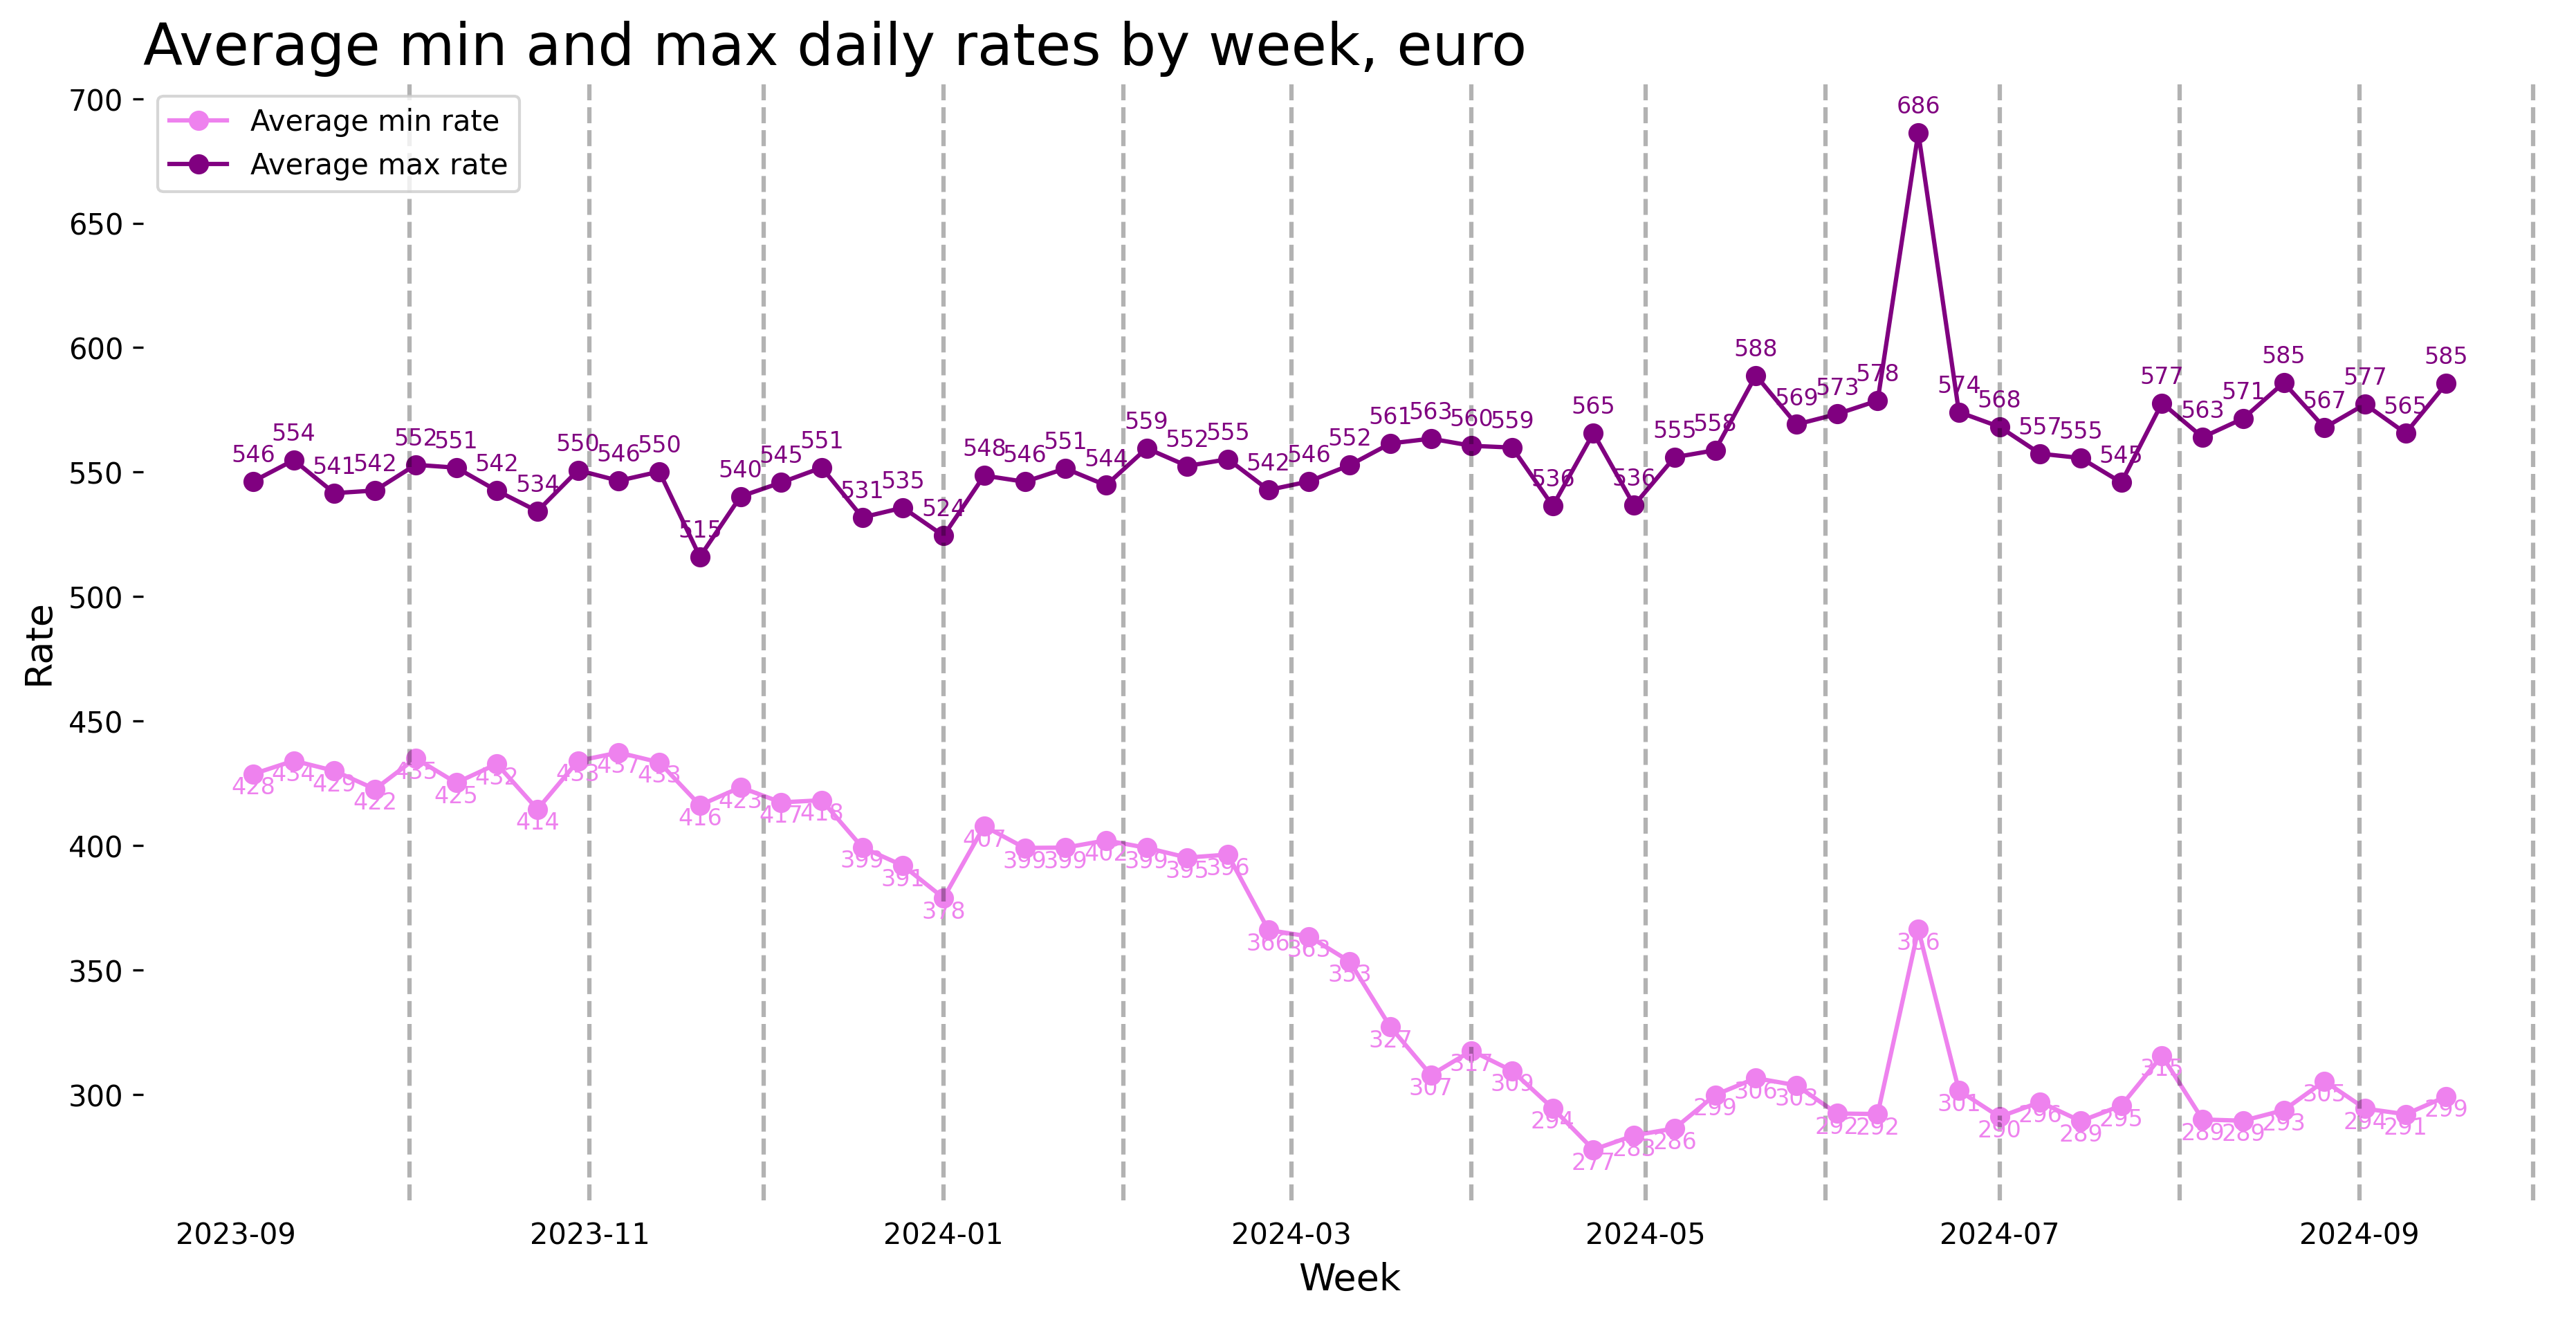 Average min and max daily rates by week, euro
Average min rate
Average max rate
700
650
600
550
500
450
400
350
300
Rate
546 554 541 542 552 551 542 534 550 546 550 515 540 545 551 531 535 524 548 546 551 544 559 552 555 542 546 552 561 563 560 559 536 565 536 555 558 588 569 573 578 686 574 568 557 555 545 577 563 571 585 567 577 565 585
428 434 429 422 435 425 432 414 433 437 433 416 423 417 418 399 391 378 407 399 399 402 399 395 396 366 363 353 327 307 317 309 294 277 283 286 299 306 303 292 292 366 301 290 296 289 295 315 289 289 293 305 294 291 299
2023-09 2023-11 2024-01 2024-03 2024-05 2024-07 2024-09
Week